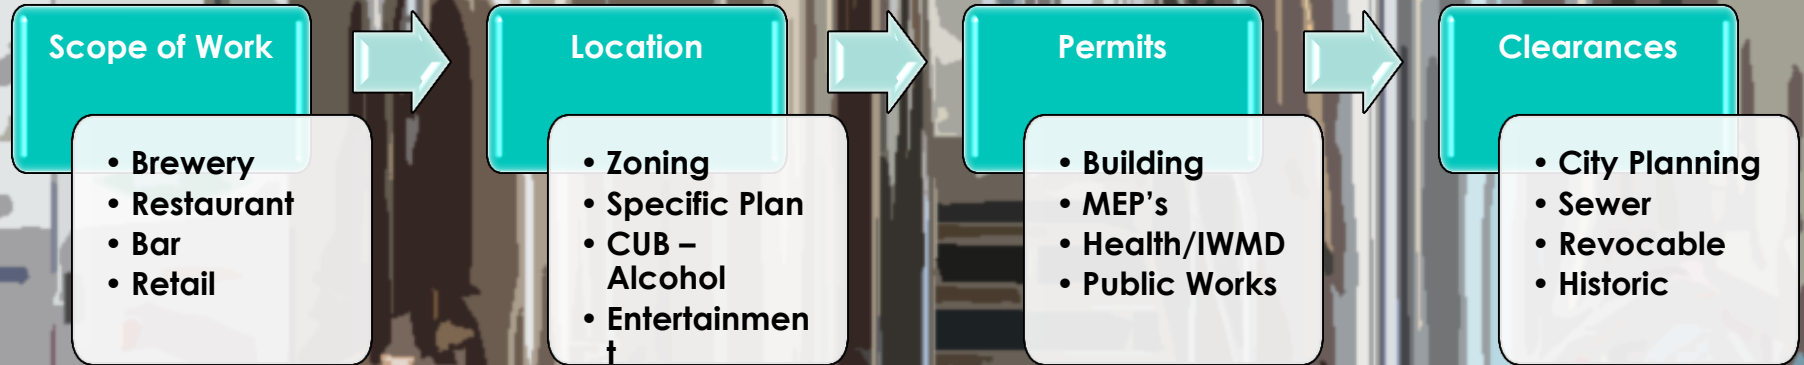 Scope of Work
• Brewery
• Restaurant
• Bar
• Retail
Location
• Zoning
• Specific Plan
• CUB –
Alcohol
• Entertainmen
t
Permits
• Building
• MEP’s
• Health/IWMD
• Public Works
Clearances
• City Planning
• Sewer
• Revocable
• Historic